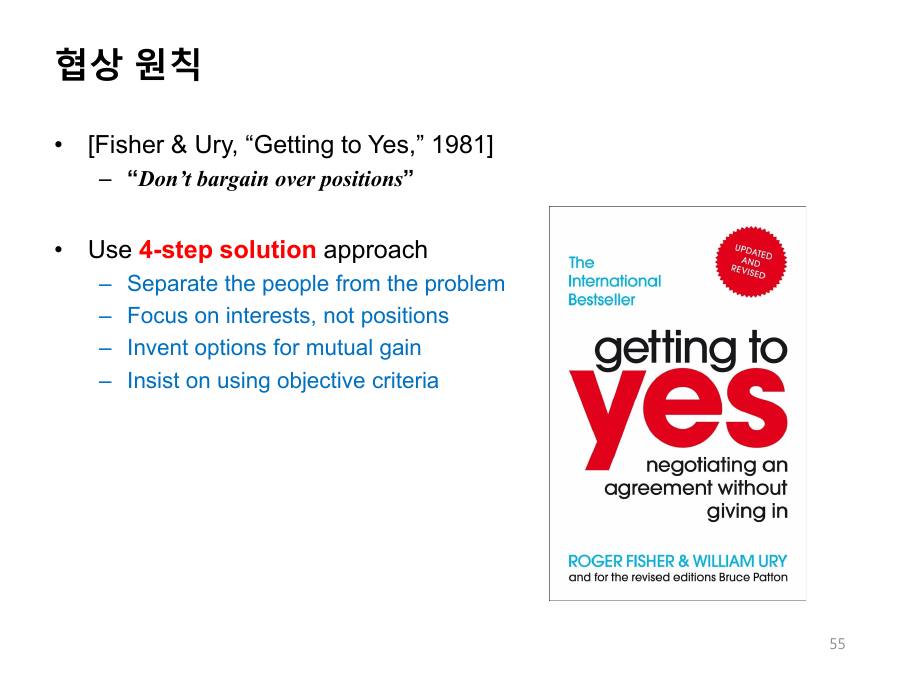 협상 원칙
• [Fisher & Ury, “Getting to Yes,” 1981]
– “Don’t bargain over positions”
• Use 4-step solution approach
– Separate the people from the problem
– Focus on interests, not positions
– Invent options for mutual gain
– Insist on using objective criteria
The
International
Bestseller
UPDATED
AND
REVISED
getting to
yes
negotiating an
agreement without
giving in
ROGER FISHER & WILLIAM URY
and for the revised editions Bruce Patton
55